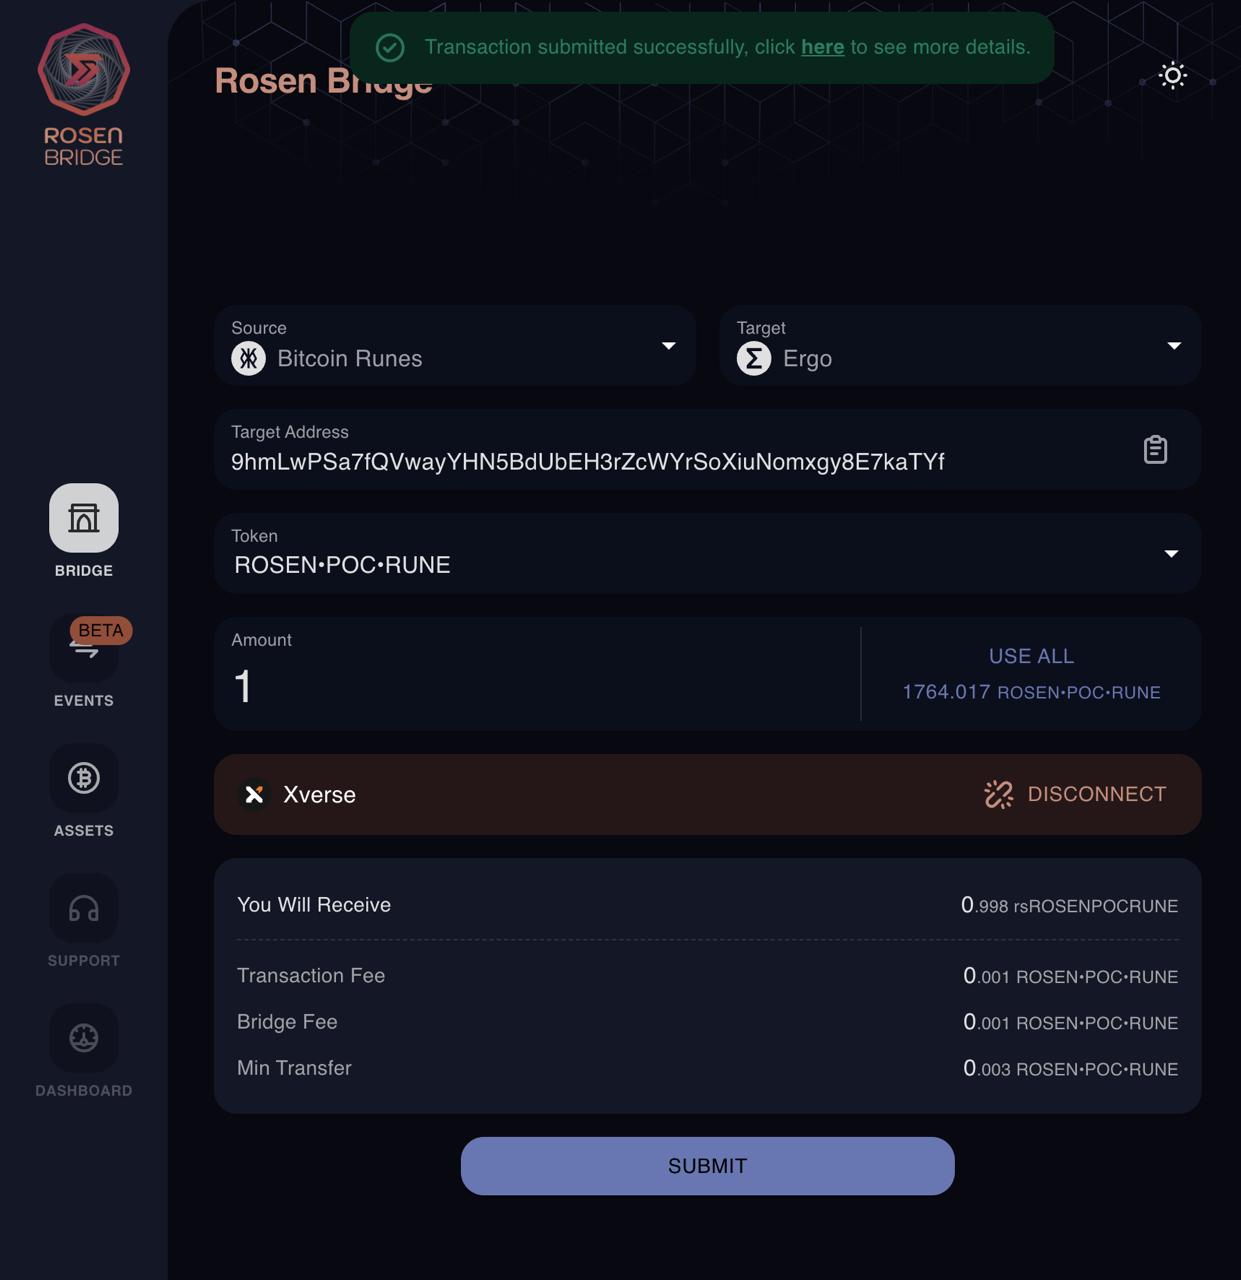 ROSEN
BRIDGE
Transaction submitted successfully, click here to see more details.
Rosen Bridge
Source
Bitcoin Runes
Target
Ergo
Target Address
9hmLwPSa7fQVwayYHN5BdUbEH3rZcWYrSoXiuNomxgy8E7kaTYf
Token
ROSEN•POC•RUNE
Amount
1
USE ALL
1764.017 ROSEN•POC•RUNE
Xverse
DISCONNECT
You Will Receive
0.998 rsROSENPOCRUNE
Transaction Fee
0.001 ROSEN•POC•RUNE
Bridge Fee
0.001 ROSEN•POC•RUNE
Min Transfer
0.003 ROSEN•POC•RUNE
SUBMIT
BRIDGE
BETA
EVENTS
ASSETS
SUPPORT
DASHBOARD